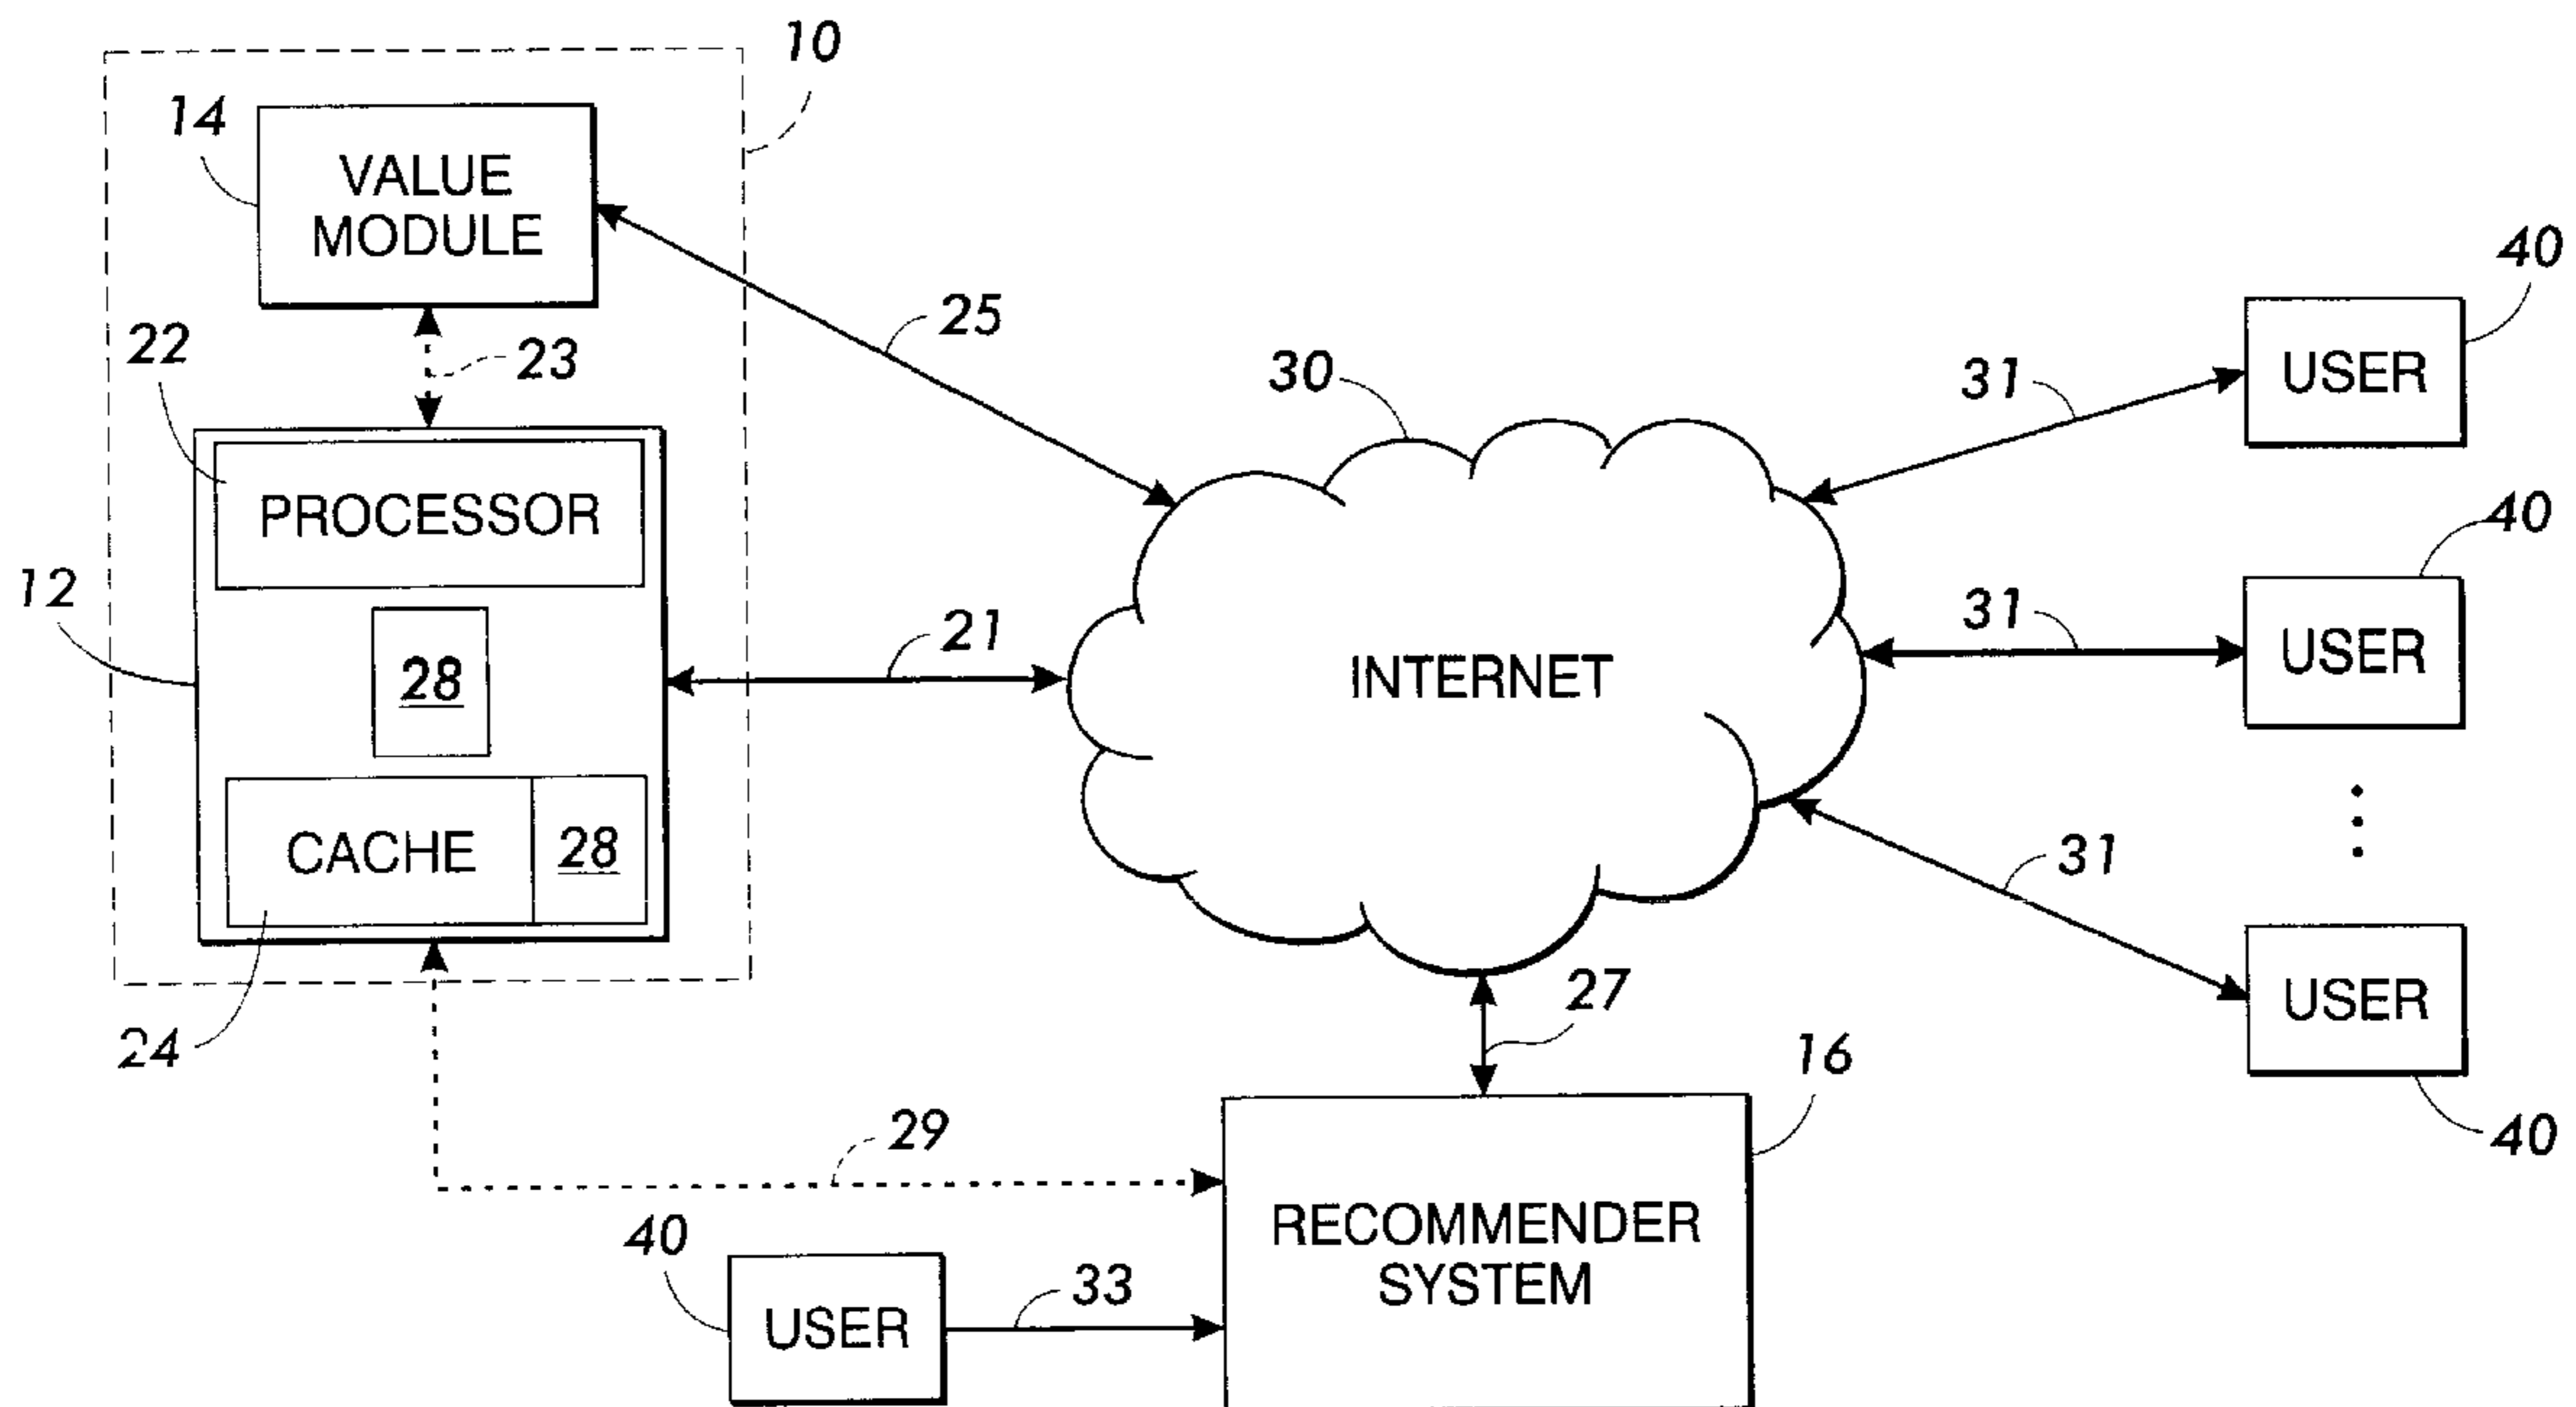 10
14
VALUE
MODULE
40
25
22
23
30
31
USER
PROCESSOR
40
12
21
31
28
INTERNET
USER
CACHE
28
31
27
USER
24
16
29
40
RECOMMENDER
SYSTEM
40
33
USER